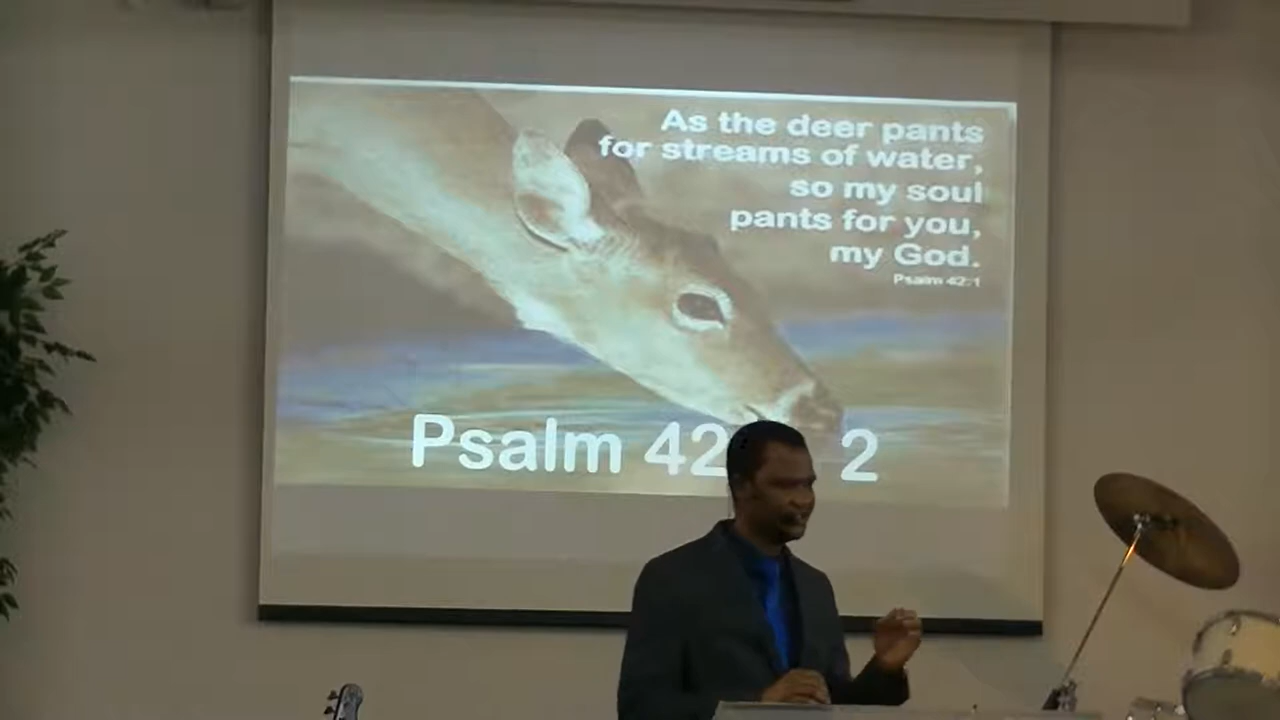 As the deer pants
for streams of water,
so my soul
pants for you,
my God.
Psalm 42:1
Psalm 42 2